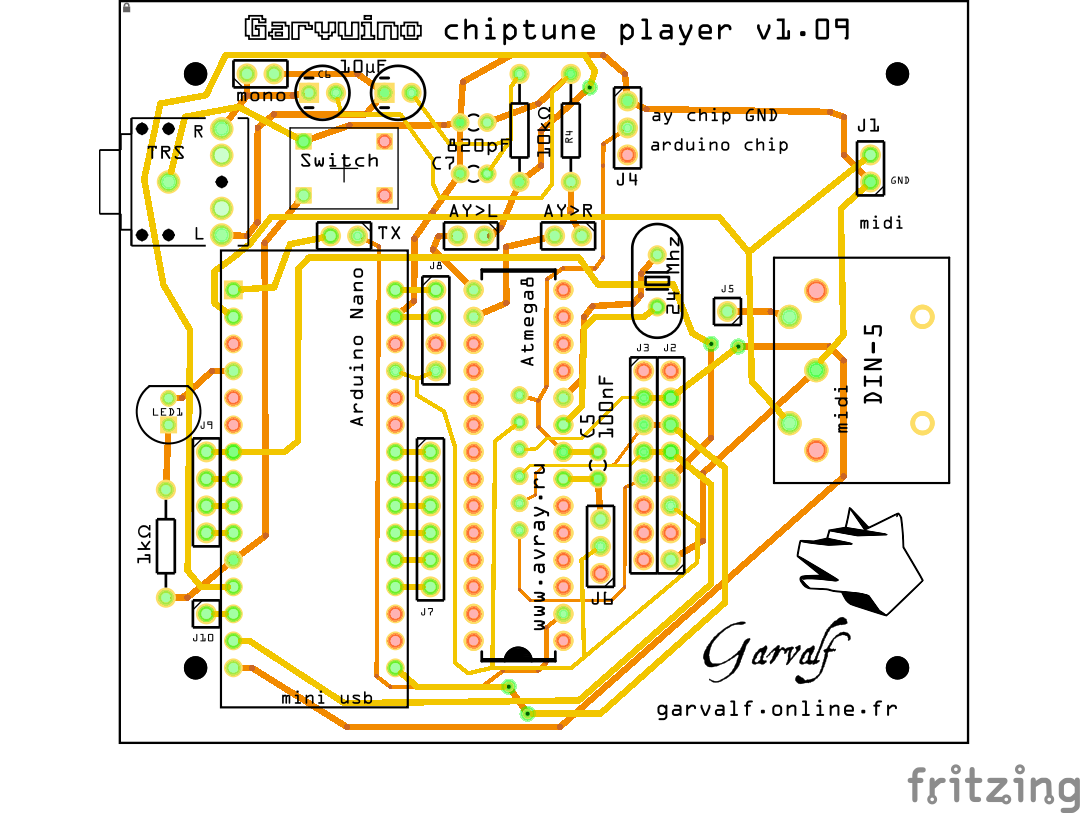 Garvuino chiptune player v1.09
C6
10µF
mono
TRS
R
L
Switch
820pF
C7
10kΩ
R4
ay chip GND
arduino chip
J4
J1
GND
midi
AY>L
AY>R
TX
J8
Arduino Nano
Atmega8
24 Mhz
J5
J3
J2
DIN-5
midi
LED1
J9
C5
100nF
1kΩ
www.avray.ru
J6
J7
J10
mini usb
Garvalf
garvalf.online.fr
fritzing